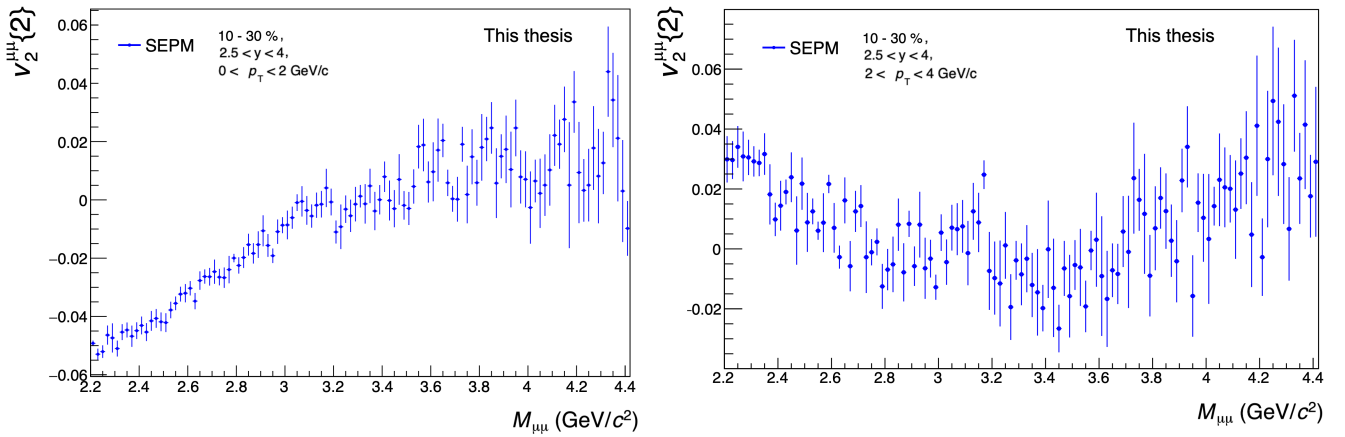 v₂^μμ{2}
SEPM
10 - 30 %,
2.5 < y < 4,
0 < p_T < 2 GeV/c
This thesis
0.06
0.04
0.02
0
−0.02
−0.04
−0.06
2.2 2.4 2.6 2.8 3 3.2 3.4 3.6 3.8 4 4.2 4.4
M_μμ (GeV/c²)
v₂^μμ{2}
SEPM
10 - 30 %,
2.5 < y < 4,
2 < p_T < 4 GeV/c
This thesis
0.06
0.04
0.02
0
-0.02
2.2 2.4 2.6 2.8 3 3.2 3.4 3.6 3.8 4 4.2 4.4
M_μμ (GeV/c²)